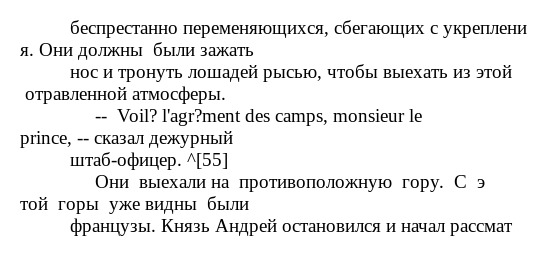 беспрестанно переменяющихся, сбегающих с укреплени
я. Они должны  были зажать
нос и тронуть лошадей рысью, чтобы выехать из этой
отравленной атмосферы.
--  Voil? l'agr?ment des camps, monsieur le
prince, -- сказал дежурный
штаб-офицер. ^[55]
Они  выехали на  противоположную  гору.  С  э
той  горы  уже видны  были
французы. Князь Андрей остановился и начал рассмат